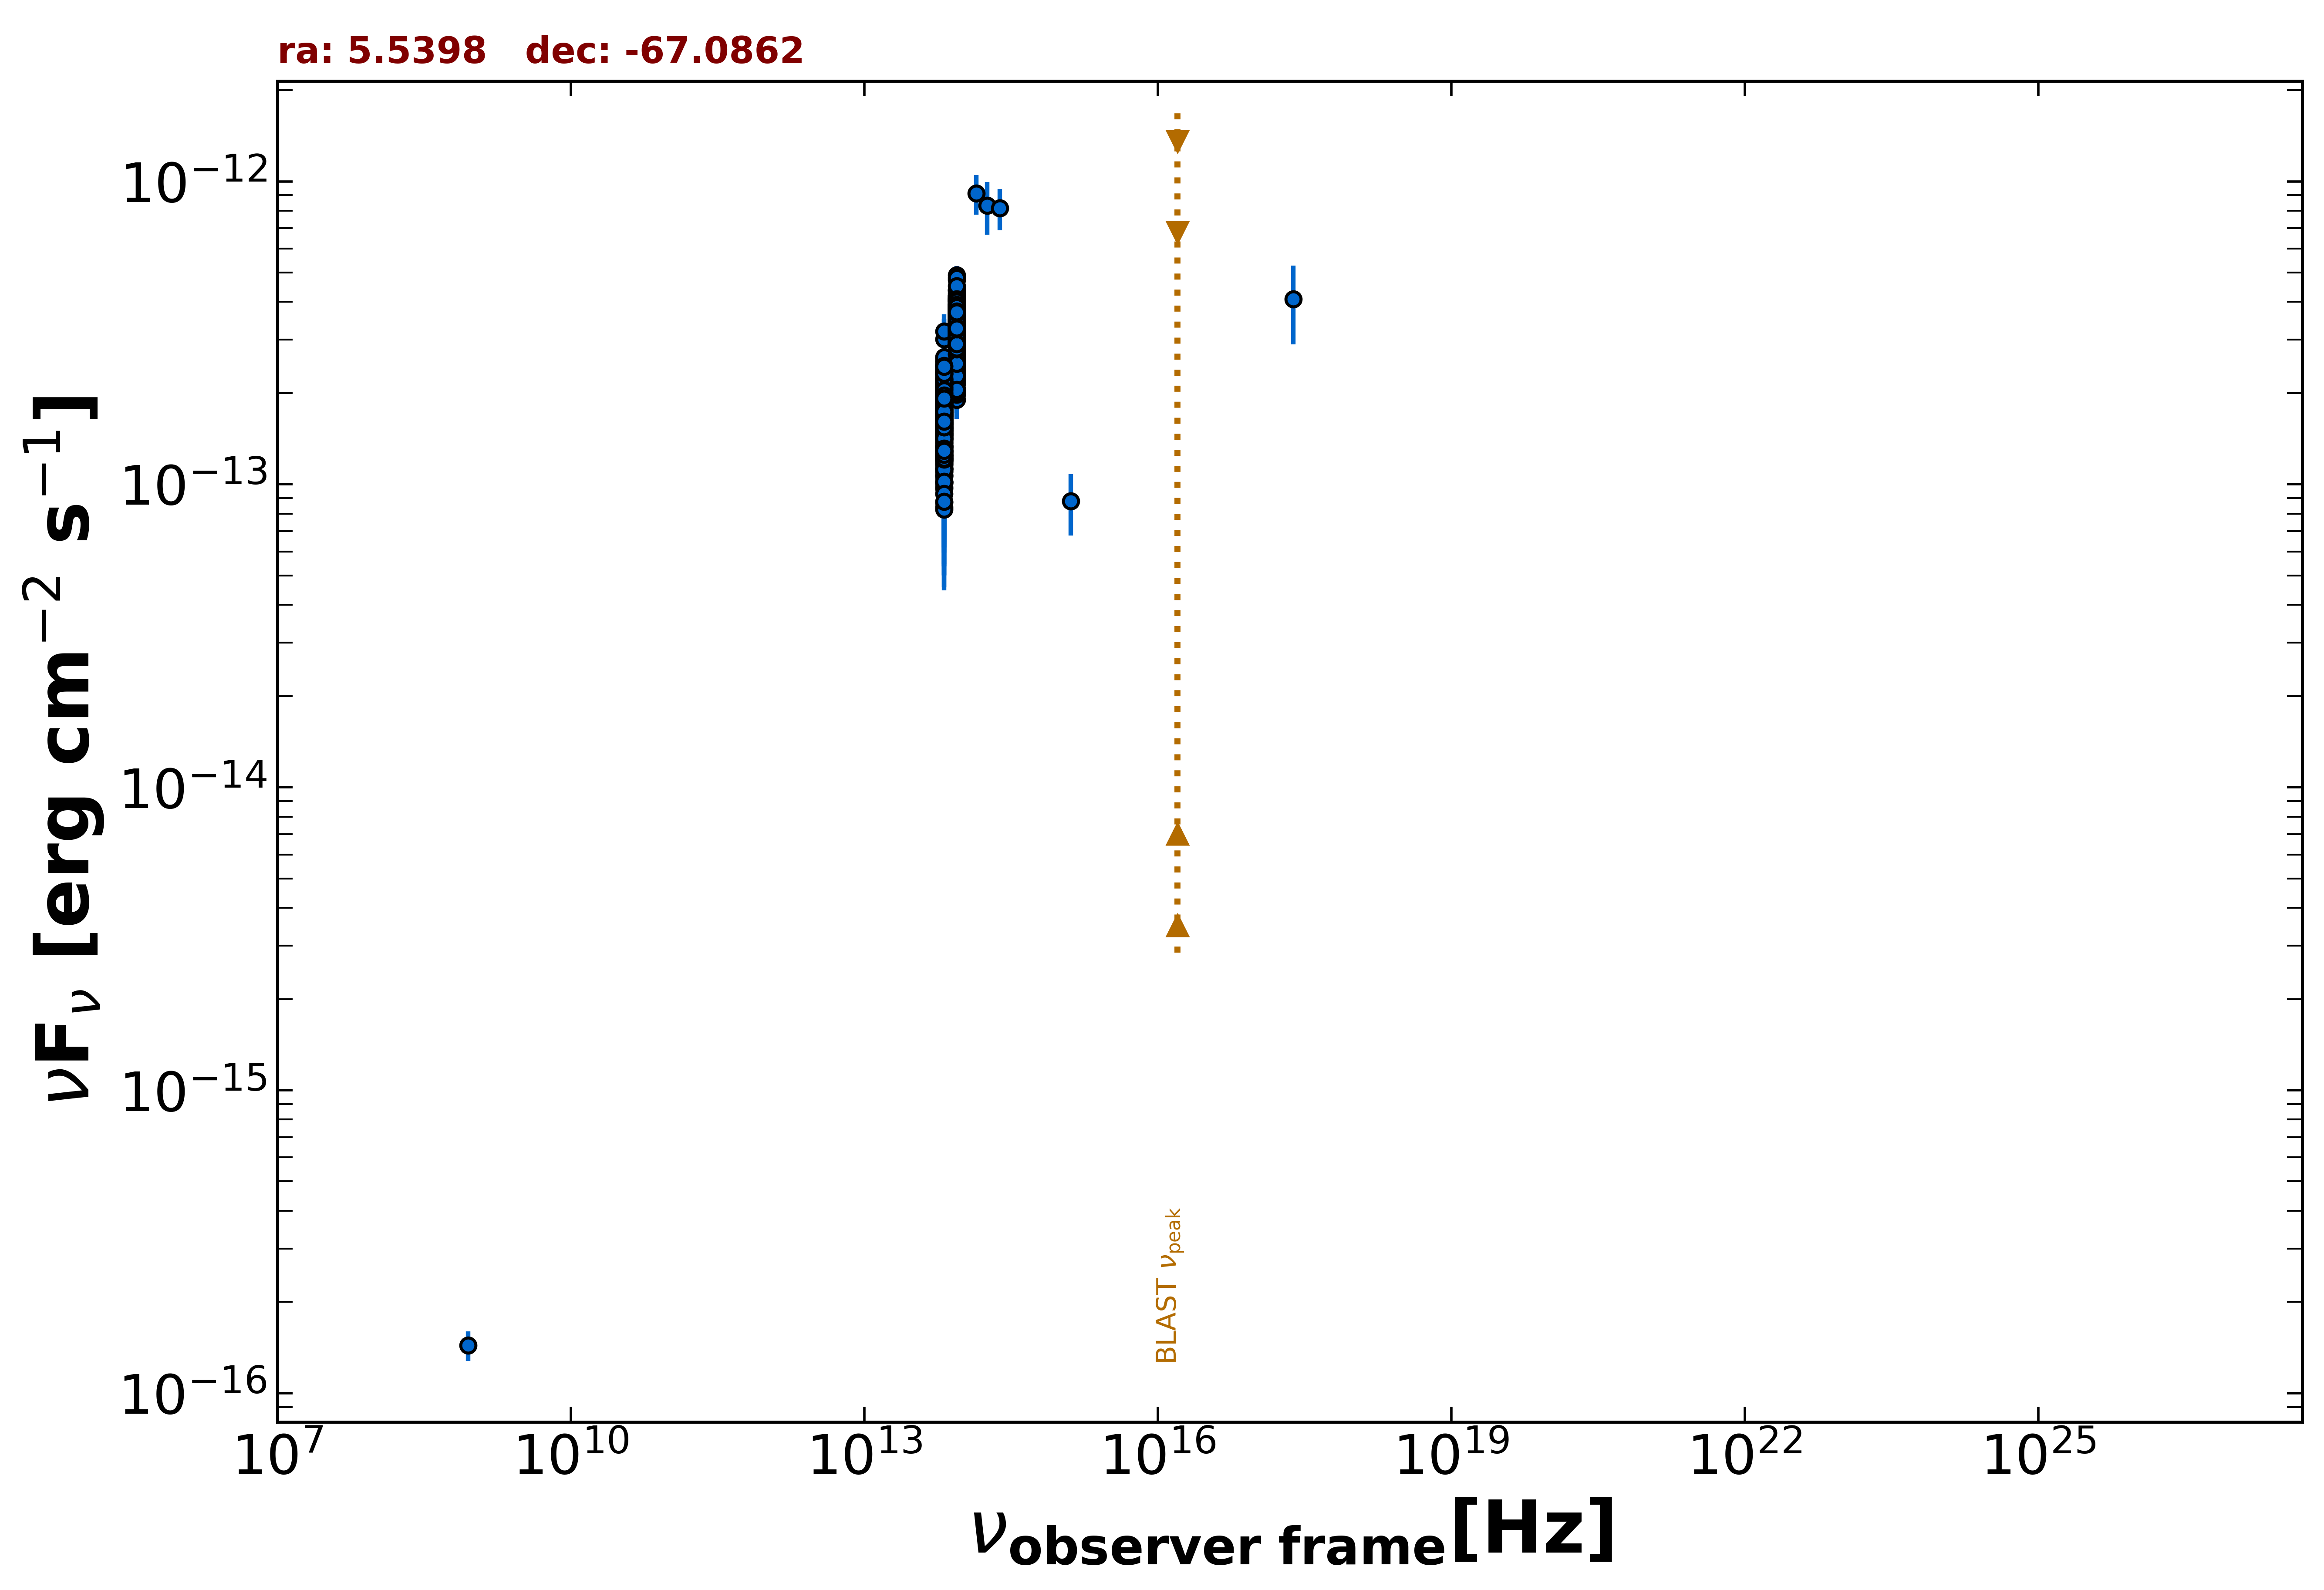 ra: 5.5398 dec: -67.0862
νFν [erg cm⁻² s⁻¹]
10⁻¹²
10⁻¹³
10⁻¹⁴
10⁻¹⁵
10⁻¹⁶
BLAST νpeak
10⁷ 10¹⁰ 10¹³ 10¹⁶ 10¹⁹ 10²² 10²⁵
νobserver frame[Hz]